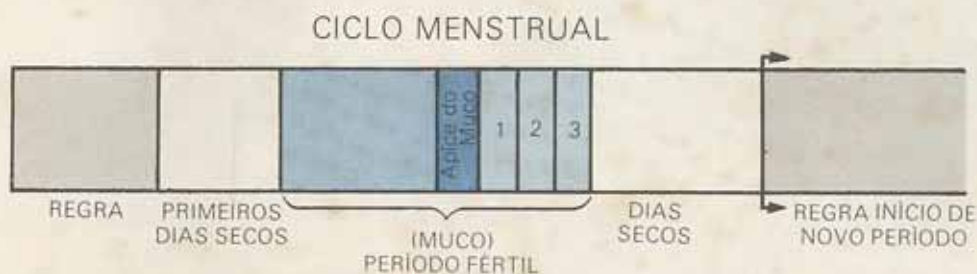 CICLO MENSTRUAL
Ápice do
Muco
1
2
3
REGRA
PRIMEIROS
DIAS SECOS
(MUCO)
PERÍODO FÉRTIL
DIAS
SECOS
REGRA INÍCIO DE
NOVO PERÍODO